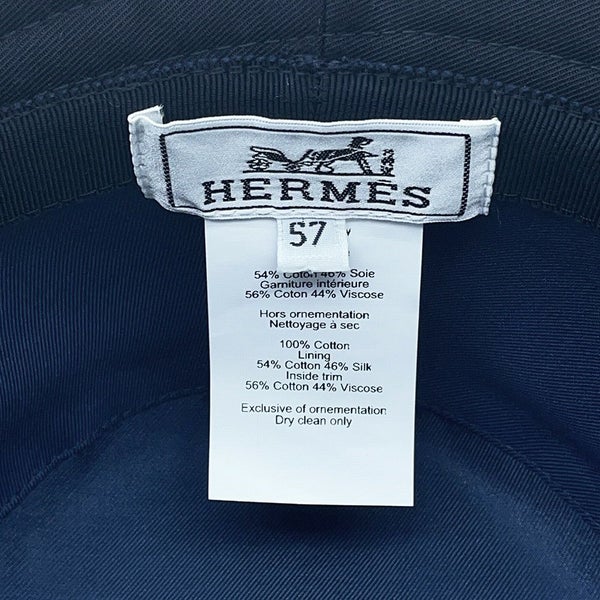 HERMÈS
57
54% Coton 46% Soie
Garniture intérieure
56% Coton 44% Viscose
Hors ornementation
Nettoyage à sec
100% Cotton
Lining
54% Cotton 46% Silk
Inside trim
56% Cotton 44% Viscose
Exclusive of ornementation
Dry clean only